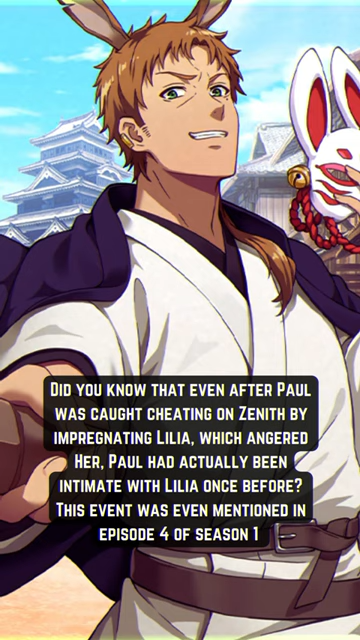 Did you know that even after Paul
was caught cheating on Zenith by
impregnating Lilia, which angered
Her, Paul had actually been
intimate with Lilia once before?
This event was even mentioned in
episode 4 of season 1